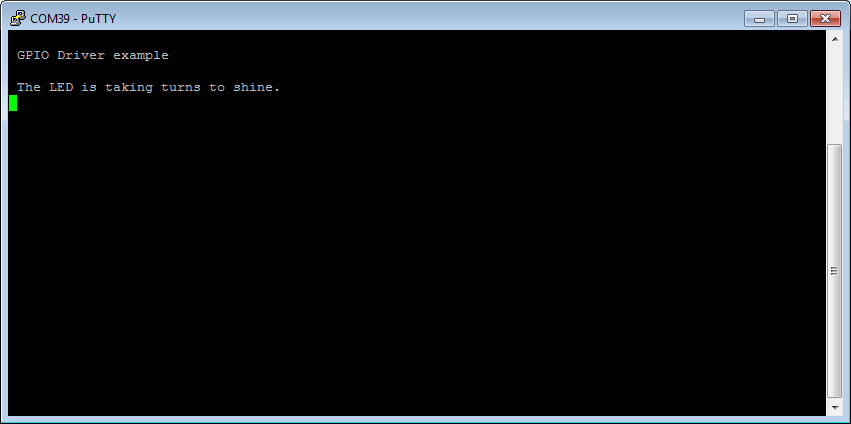 COM39 - PuTTY
GPIO Driver example
The LED is taking turns to shine.